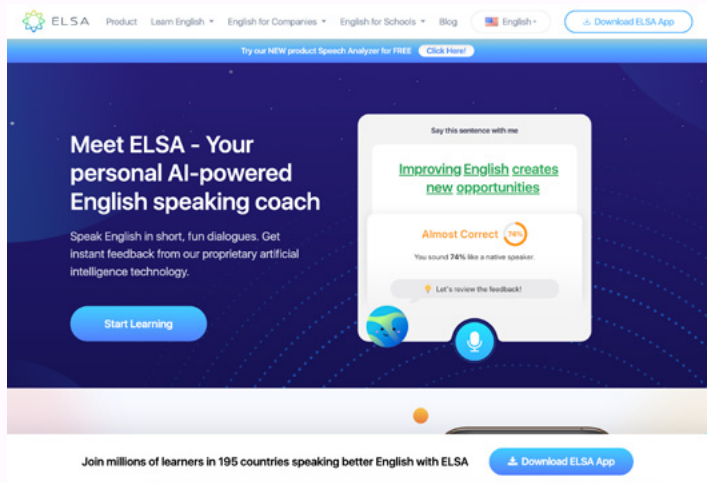 ELSA Product Learn English English for Companies English for Schools Blog English Download ELSA App
Try our NEW product Speech Analyzer for FREE Click Here!
Meet ELSA - Your
personal AI-powered
English speaking coach
Speak English in short, fun dialogues. Get
instant feedback from our proprietary artificial
intelligence technology.
Start Learning
Say this sentence with me
Improving English creates
new opportunities
Almost Correct 74%
You sound 74% like a native speaker.
Let's review the feedback!
Join millions of learners in 195 countries speaking better English with ELSA Download ELSA App